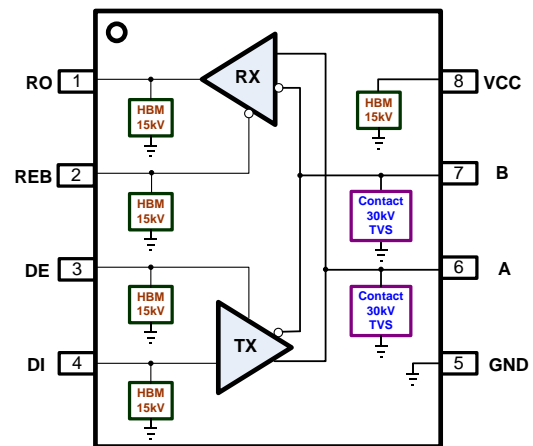 RO
1
HBM
15kV
RX
HBM
15kV
8
VCC
REB
2
HBM
15kV
7
B
Contact
30kV
TVS
DE
3
HBM
15kV
6
A
Contact
30kV
TVS
TX
DI
4
HBM
15kV
5
GND